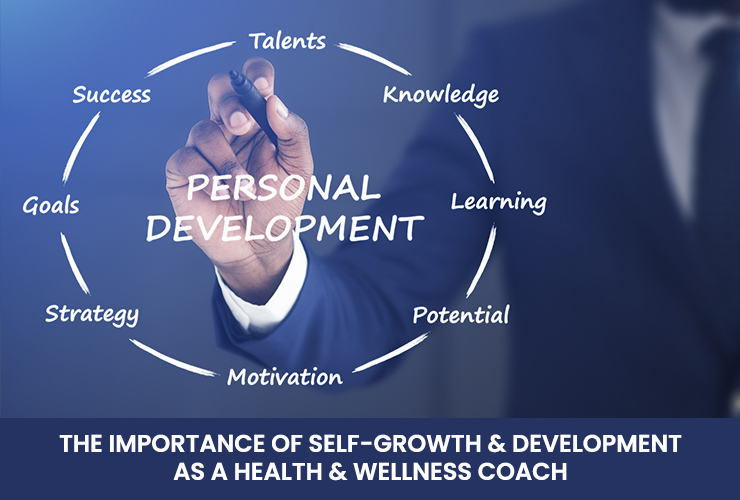 Talents
Success
Knowledge
PERSONAL
DEVELOPMENT
Goals
Learning
Strategy
Potential
Motivation
THE IMPORTANCE OF SELF-GROWTH & DEVELOPMENT
AS A HEALTH & WELLNESS COACH